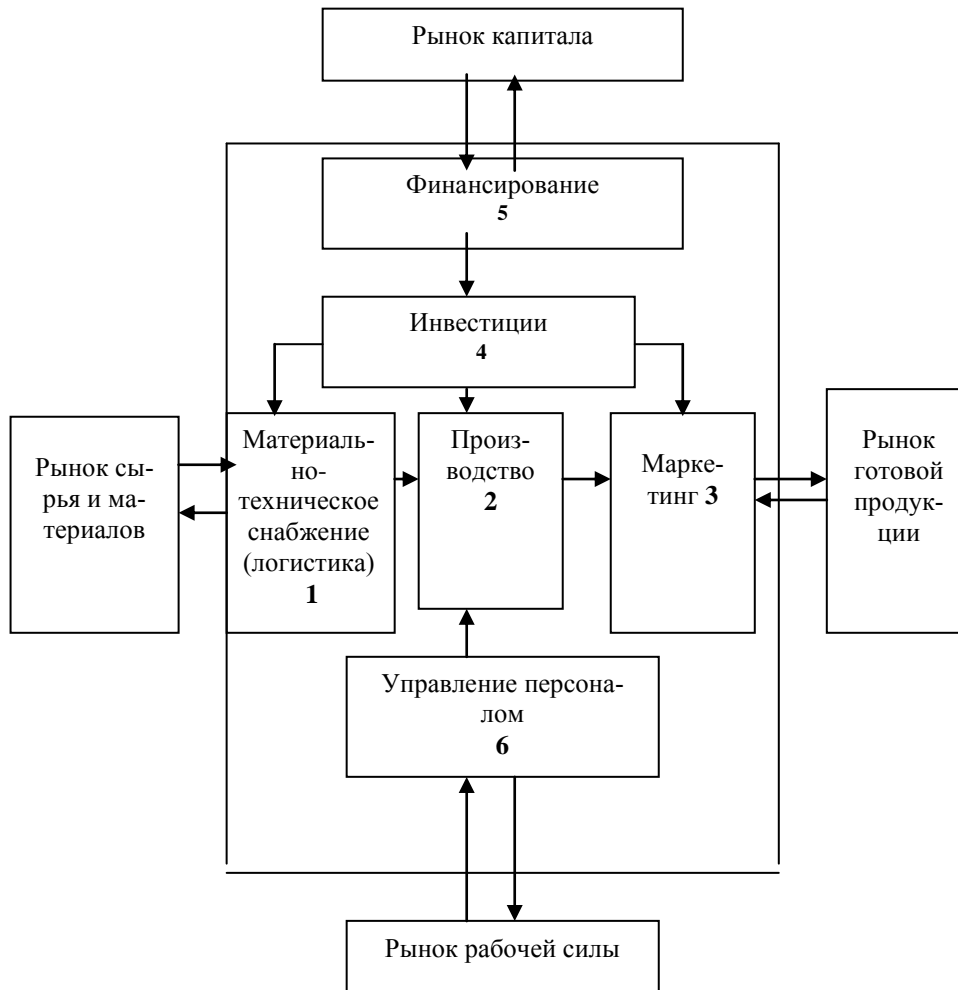 Рынок капитала
Финансирование
5
Инвестиции
4
Рынок сы-
рья и ма-
териалов
Материаль-
но-
техническое
снабжение
(логистика)
1
Произ-
водство
2
Марке-
тинг 3
Рынок
готовой
продук-
ции
Управление персона-
лом
6
Рынок рабочей силы